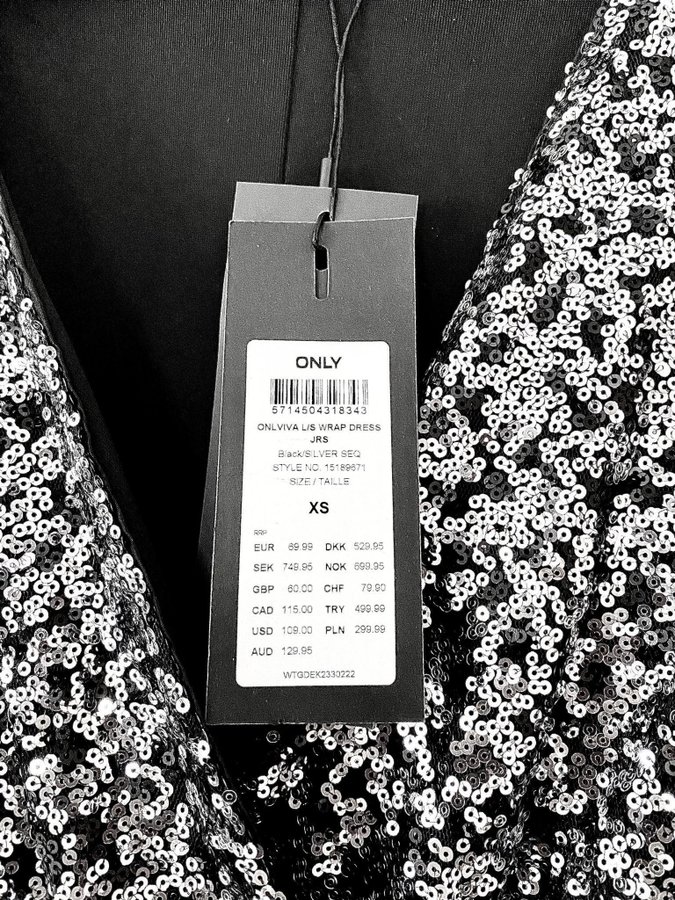 ONLY
5714504318343
ONLVIVA L/S WRAP DRESS
JRS
Black/SILVER SEQ
STYLE NO. 15189671
SIZE / TAILLE
XS
RRP
EUR 69.99 DKK 529.95
SEK 749.95 NOK 699.95
GBP 60.00 CHF 79.90
CAD 115.00 TRY 499.99
USD 109.00 PLN 299.99
AUD 129.95
WTGDEK2330222